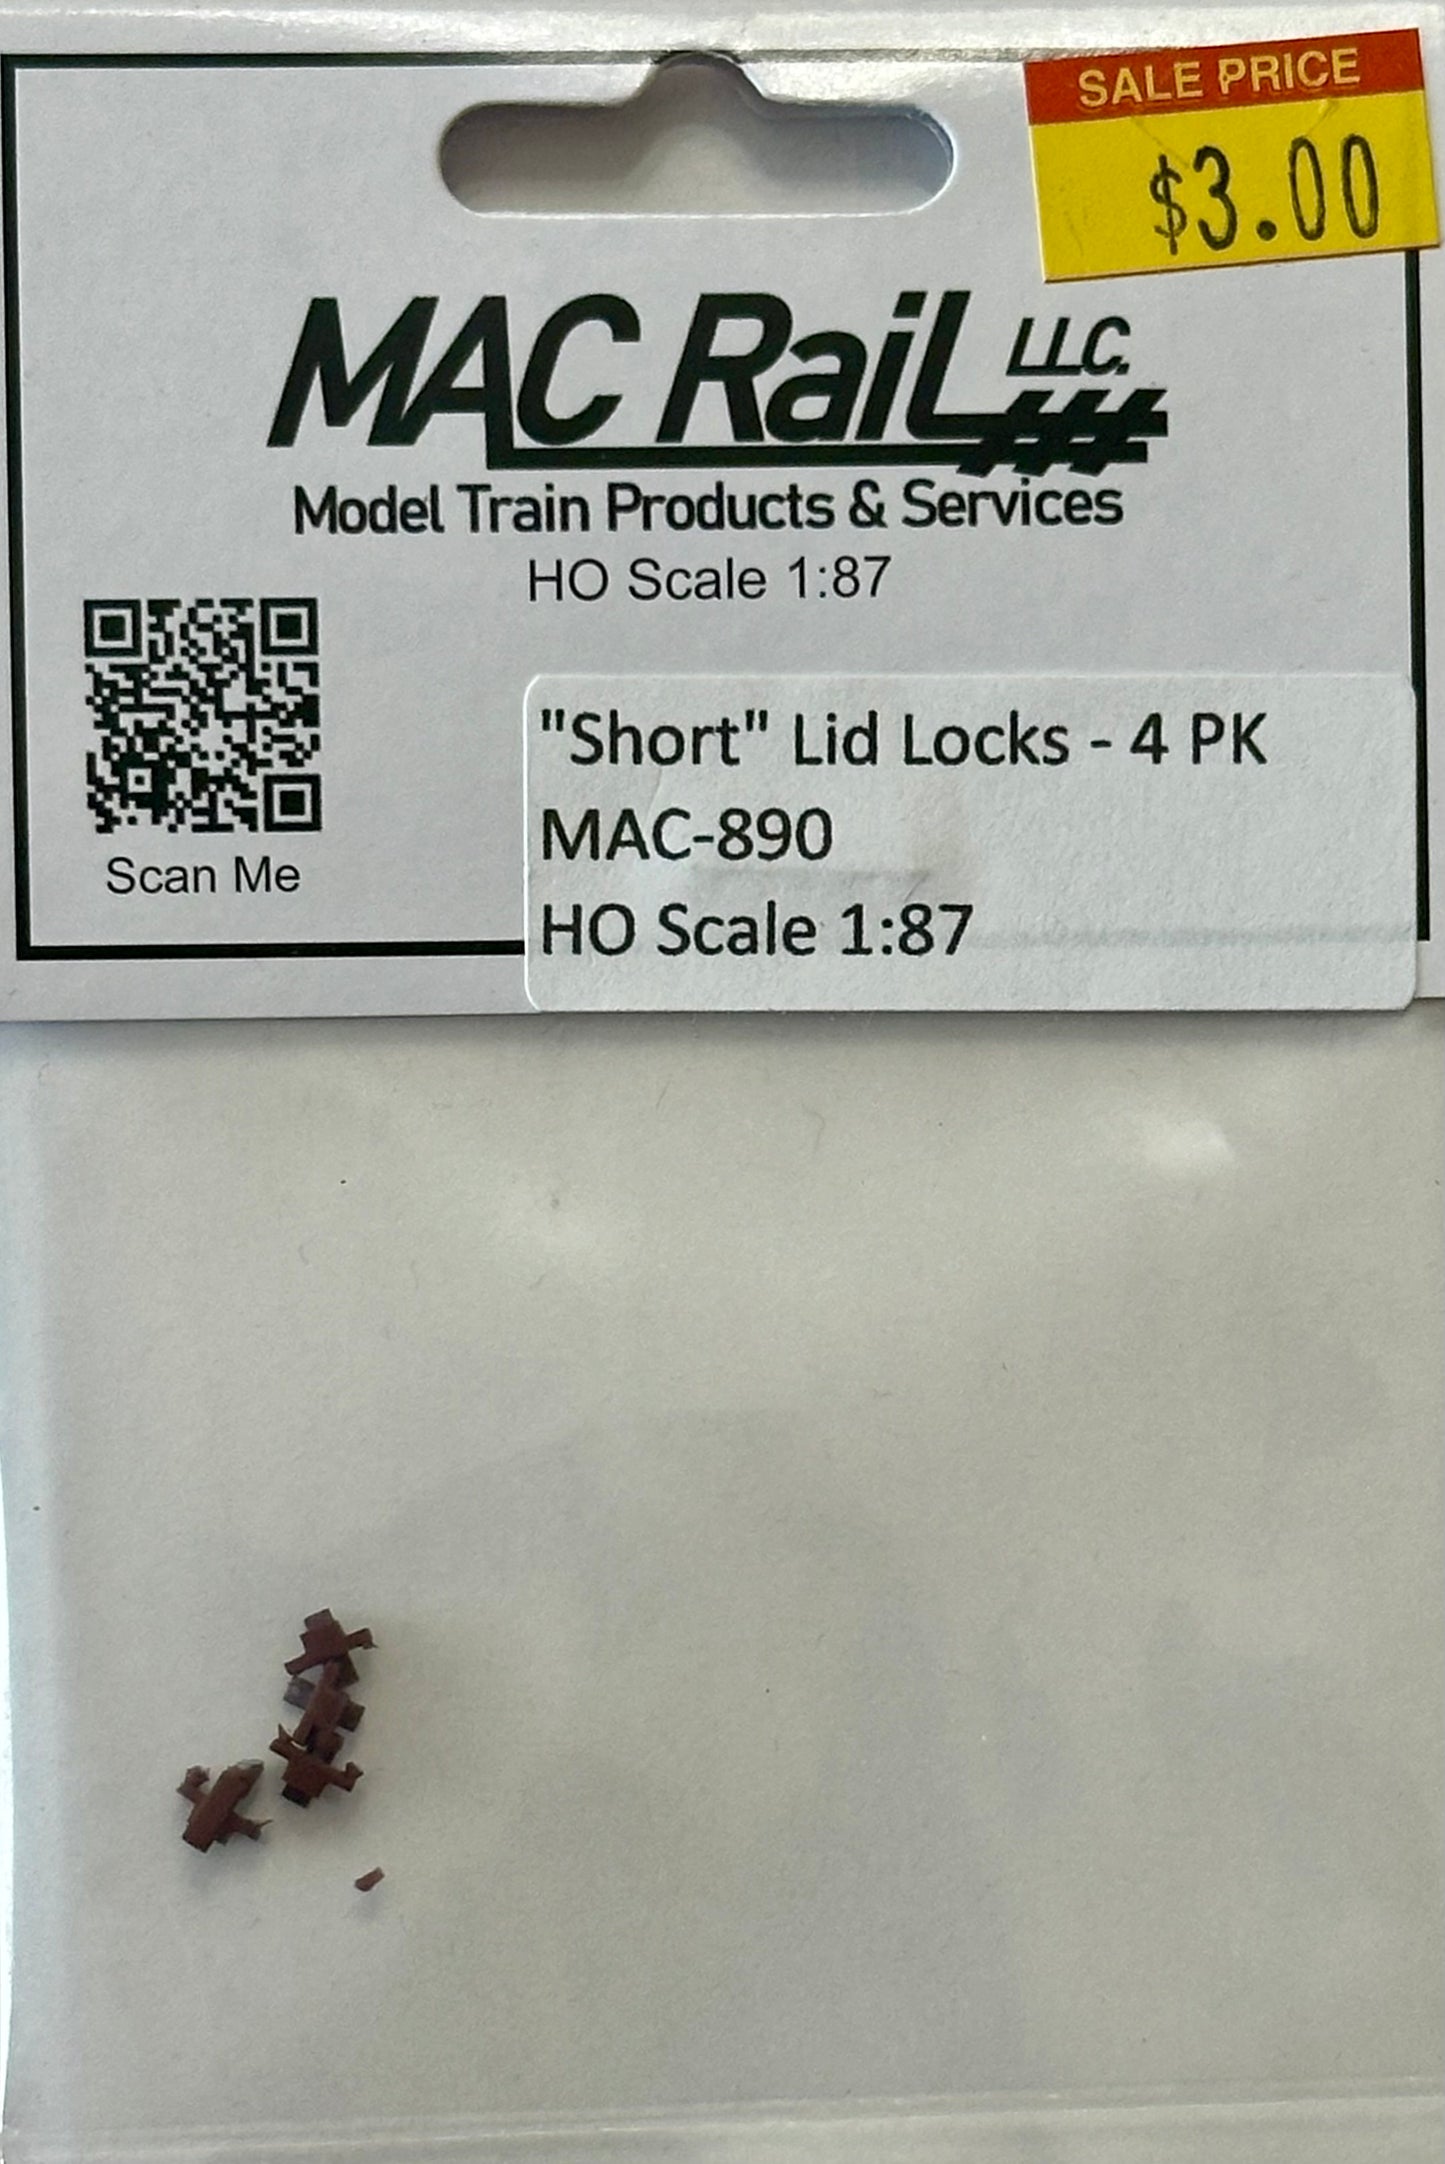 SALE PRICE
$3.00
MAC RaiL LLC.
Model Train Products & Services
HO Scale 1:87
Scan Me
"Short" Lid Locks - 4 PK
MAC-890
HO Scale 1:87